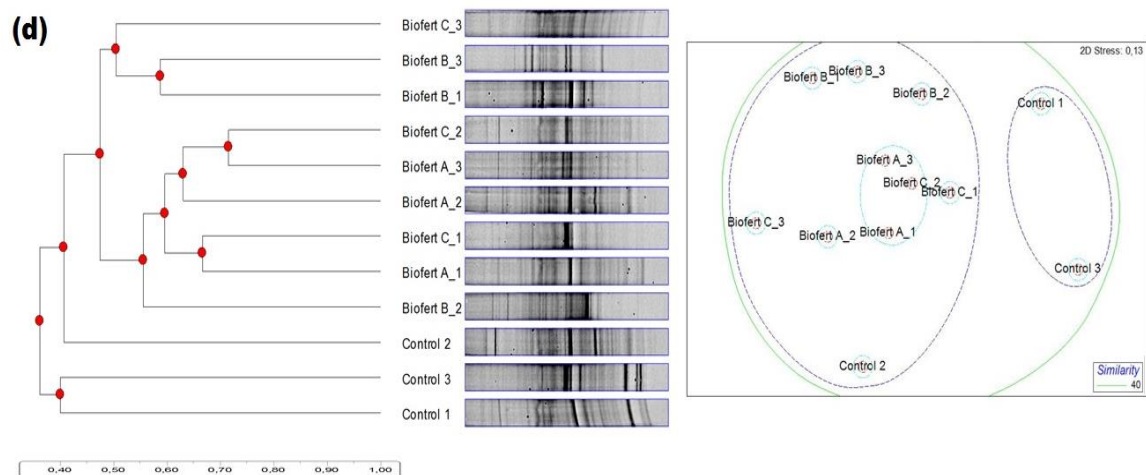 (d)
Biofert C_3
Biofert B_3
Biofert B_1
Biofert C_2
Biofert A_3
Biofert A_2
Biofert C_1
Biofert A_1
Biofert B_2
Control 2
Control 3
Control 1
0,40 0,50 0,60 0,70 0,80 0,90 1,00
2D Stress: 0,13
Biofert B_1
Biofert B_3
Biofert B_2
Control 1
Biofert A_3
Biofert C_2
Biofert C_1
Biofert C_3
Biofert A_2
Biofert A_1
Control 3
Control 2
Similarity
40